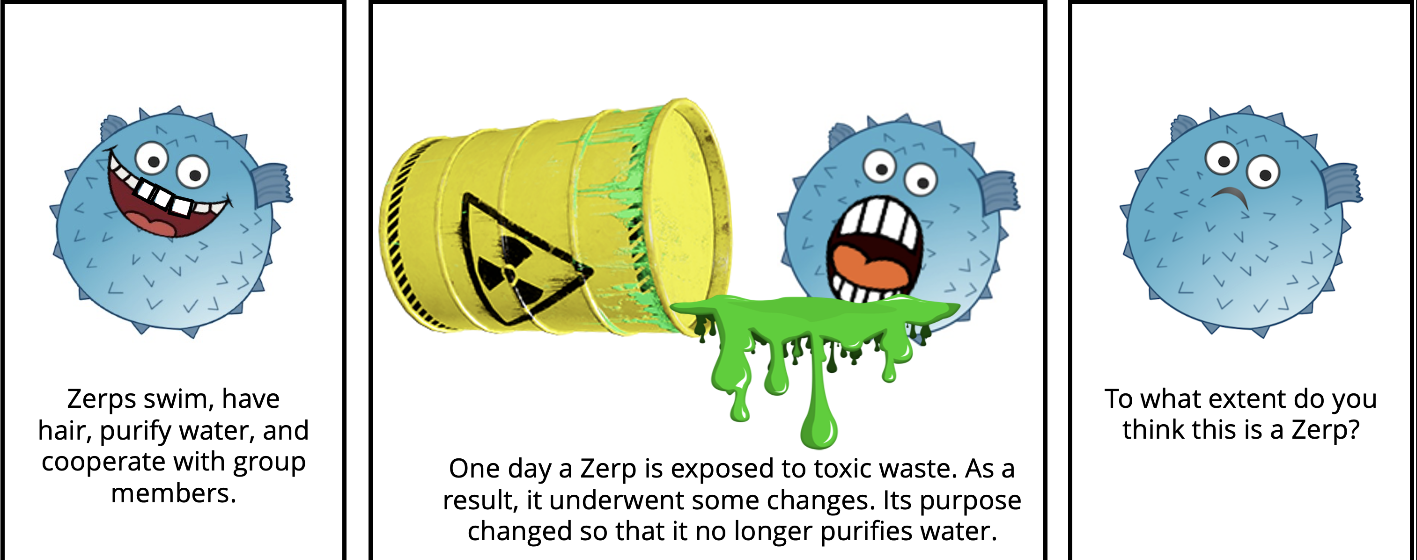 Zerps swim, have
hair, purify water, and
cooperate with group
members.
One day a Zerp is exposed to toxic waste. As a
result, it underwent some changes. Its purpose
changed so that it no longer purifies water.
To what extent do you
think this is a Zerp?